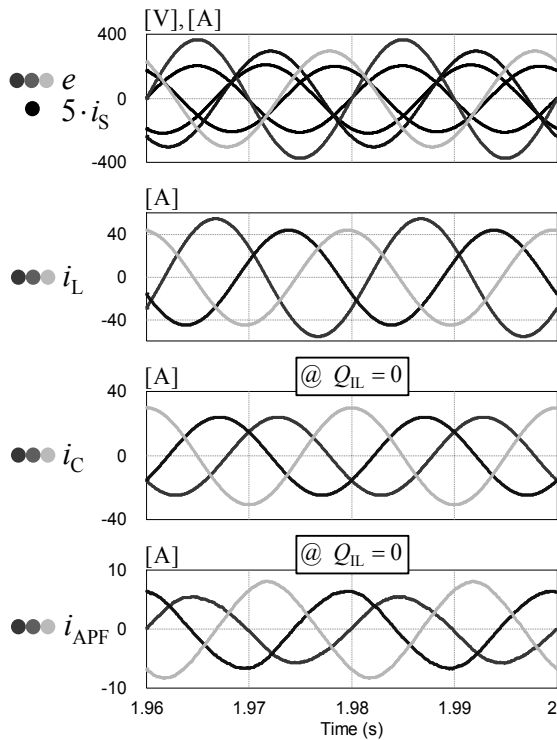 [V], [A]
400
e
0
5·i_S
-400
[A]
40
i_L
0
-40
@ Q_IL = 0
[A]
40
i_C
0
-40
@ Q_IL = 0
[A]
10
i_APF
0
-10
1.96 1.97 1.98 1.99 2
Time (s)